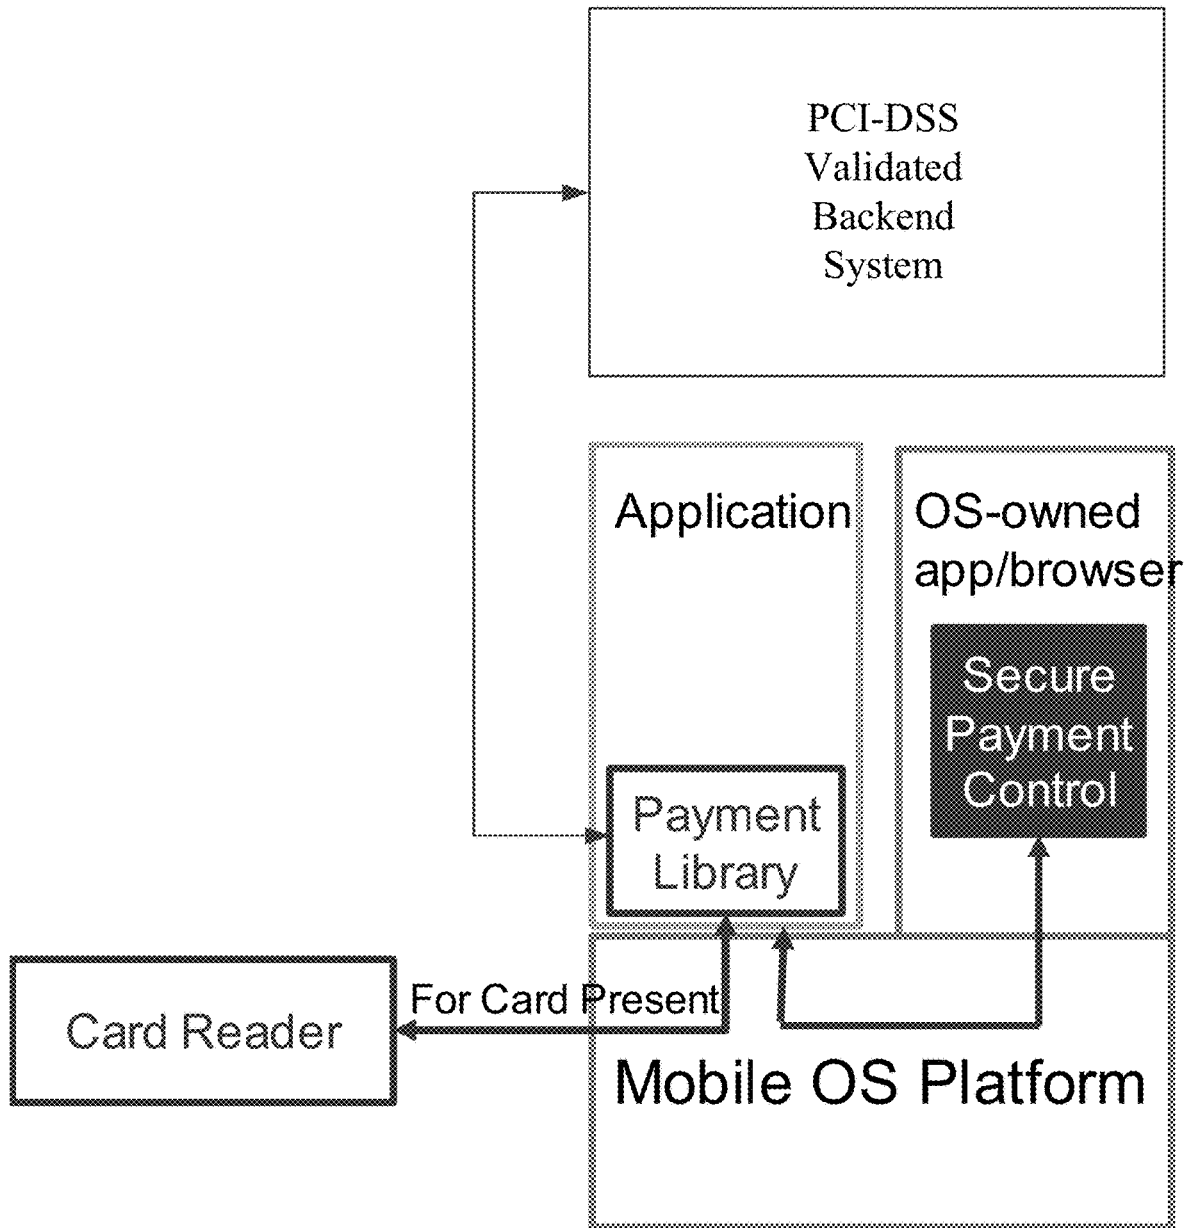 PCI-DSS
Validated
Backend
System
Application
OS-owned
app/browser
Secure
Payment
Control
Payment
Library
For Card Present
Card Reader
Mobile OS Platform